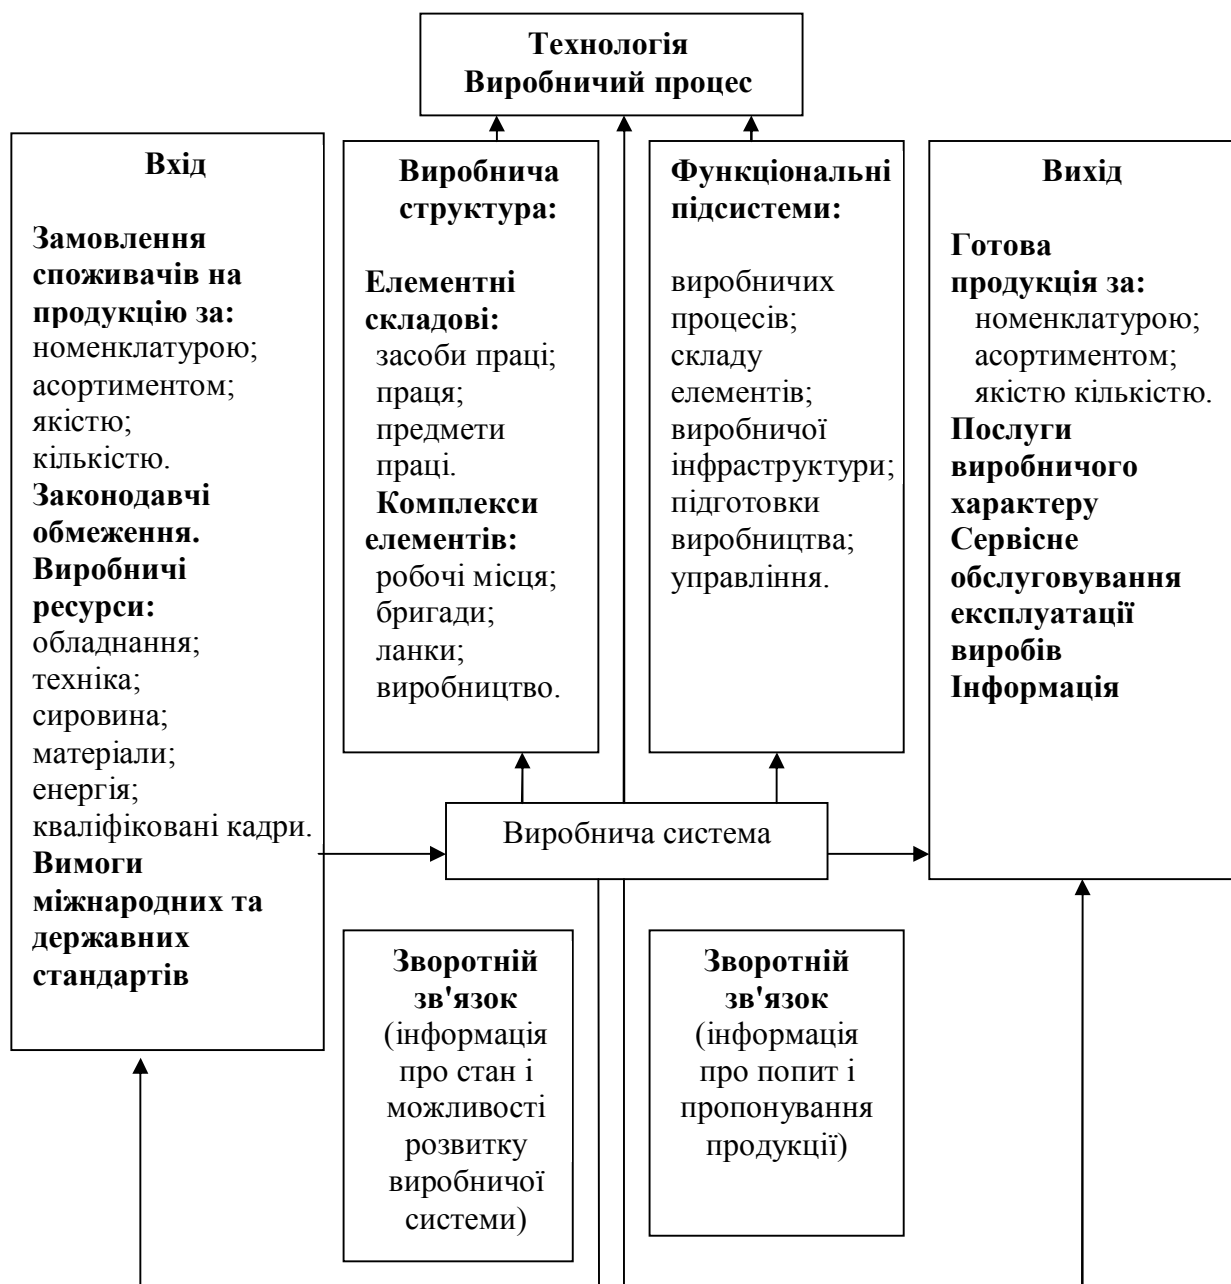 Технологія
Виробничий процес
Вхід
Замовлення
споживачів на
продукцію за:
номенклатурою;
асортиментом;
якістю;
кількістю.
Законодавчі
обмеження.
Виробничі
ресурси:
обладнання;
техніка;
сировина;
матеріали;
енергія;
кваліфіковані кадри.
Вимоги
міжнародних та
державних
стандартів
Виробнича
структура:
Елементні
складові:
засоби праці;
праця;
предмети
праці.
Комплекси
елементів:
робочі місця;
бригади;
ланки;
виробництво.
Функціональні
підсистеми:
виробничих
процесів;
складу
елементів;
виробничої
інфраструктури;
підготовки
виробництва;
управління.
Вихід
Готова
продукція за:
номенклатурою;
асортиментом;
якістю кількістю.
Послуги
виробничого
характеру
Сервісне
обслуговування
експлуатації
виробів
Інформація
Виробнича система
Зворотній
зв'язок
(інформація
про стан і
можливості
розвитку
виробничої
системи)
Зворотній
зв'язок
(інформація
про попит і
пропонування
продукції)